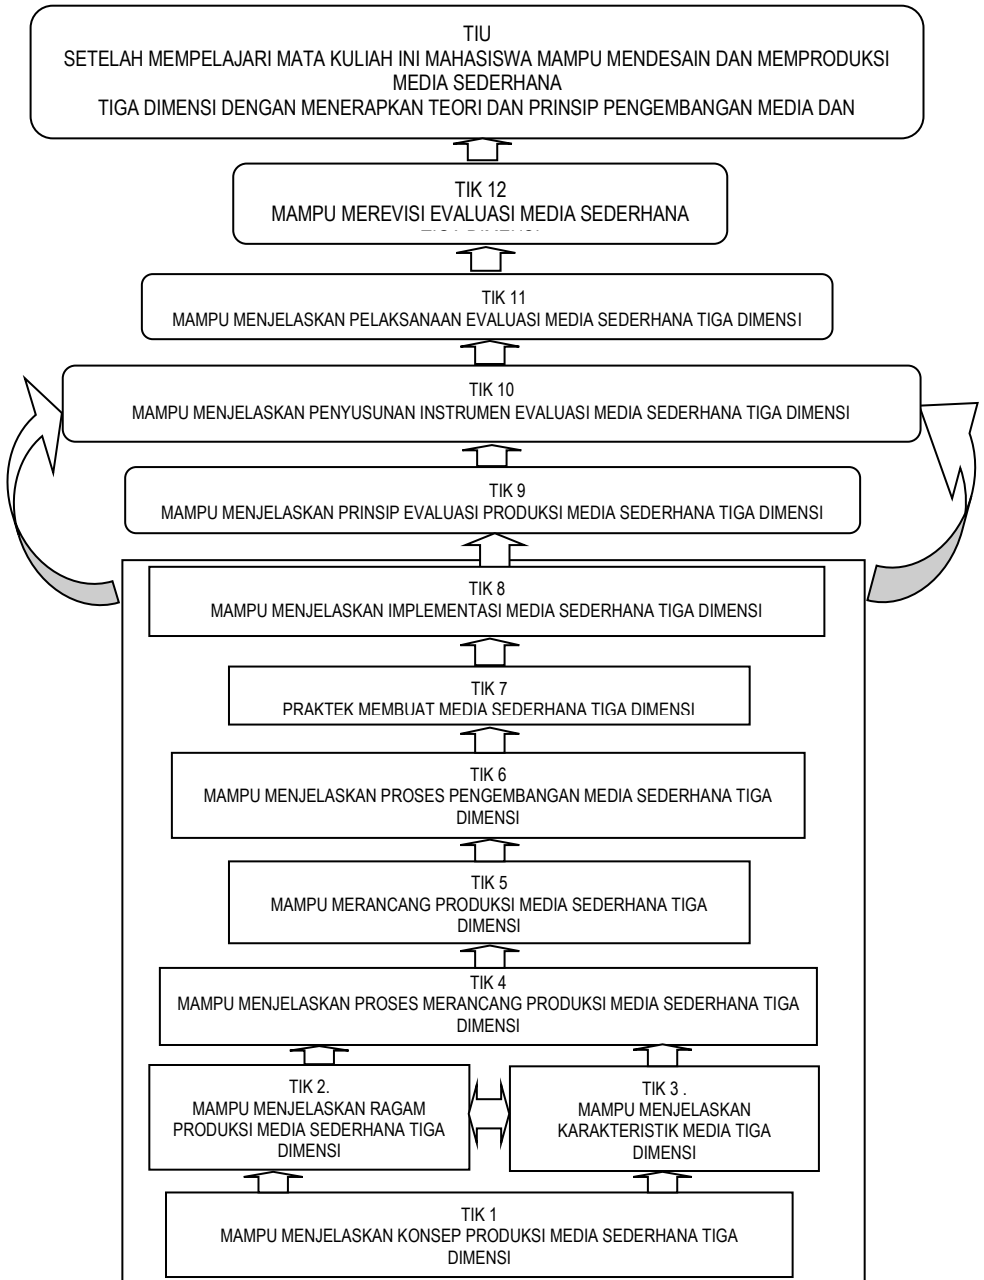 TIU
SETELAH MEMPELAJARI MATA KULIAH INI MAHASISWA MAMPU MENDESAIN DAN MEMPRODUKSI
MEDIA SEDERHANA
TIGA DIMENSI DENGAN MENERAPKAN TEORI DAN PRINSIP PENGEMBANGAN MEDIA DAN
TIK 12
MAMPU MEREVISI EVALUASI MEDIA SEDERHANA
TIGA DIMENSI
TIK 11
MAMPU MENJELASKAN PELAKSANAAN EVALUASI MEDIA SEDERHANA TIGA DIMENSI
TIK 10
MAMPU MENJELASKAN PENYUSUNAN INSTRUMEN EVALUASI MEDIA SEDERHANA TIGA DIMENSI
TIK 9
MAMPU MENJELASKAN PRINSIP EVALUASI PRODUKSI MEDIA SEDERHANA TIGA DIMENSI
TIK 8
MAMPU MENJELASKAN IMPLEMENTASI MEDIA SEDERHANA TIGA DIMENSI
TIK 7
PRAKTEK MEMBUAT MEDIA SEDERHANA TIGA DIMENSI
TIK 6
MAMPU MENJELASKAN PROSES PENGEMBANGAN MEDIA SEDERHANA TIGA
DIMENSI
TIK 5
MAMPU MERANCANG PRODUKSI MEDIA SEDERHANA TIGA
DIMENSI
TIK 4
MAMPU MENJELASKAN PROSES MERANCANG PRODUKSI MEDIA SEDERHANA TIGA
DIMENSI
TIK 2.
MAMPU MENJELASKAN RAGAM
PRODUKSI MEDIA SEDERHANA TIGA
DIMENSI
TIK 3 .
MAMPU MENJELASKAN
KARAKTERISTIK MEDIA TIGA
DIMENSI
TIK 1
MAMPU MENJELASKAN KONSEP PRODUKSI MEDIA SEDERHANA TIGA
DIMENSI